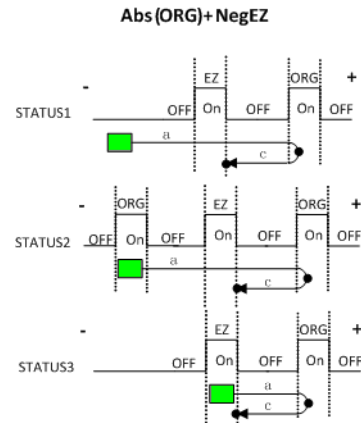 Abs(ORG)+NegEZ
- EZ ORG +
STATUS1 OFF On OFF On OFF
a
c
- ORG EZ ORG +
STATUS2 OFF On OFF On OFF On OFF
a
c
- EZ ORG +
STATUS3 OFF On OFF On OFF
a
c